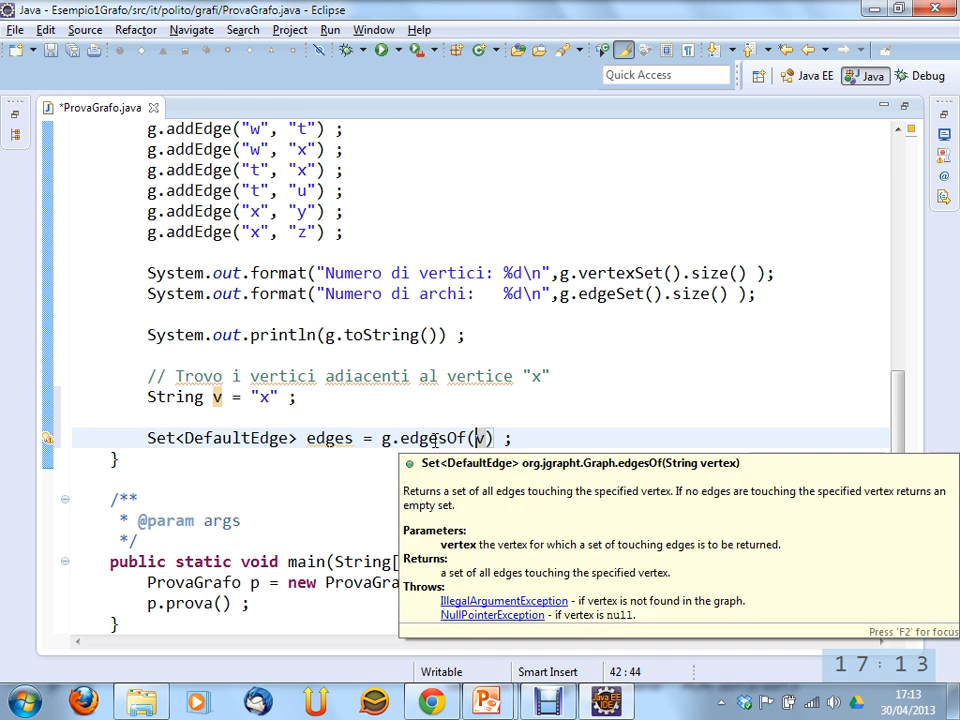 Java - Esempio1Grafo/src/it/polito/grafi/ProvaGrafo.java - Eclipse
File Edit Source Refactor Navigate Search Project Run Window Help
Quick Access
Java EE Java Debug
*ProvaGrafo.java
g.addEdge("w", "t") ;
g.addEdge("w", "x") ;
g.addEdge("t", "x") ;
g.addEdge("t", "u") ;
g.addEdge("x", "y") ;
g.addEdge("x", "z") ;
System.out.format("Numero di vertici: %d\n",g.vertexSet().size() );
System.out.format("Numero di archi:   %d\n",g.edgeSet().size() );
System.out.println(g.toString()) ;
// Trovo i vertici adiacenti al vertice "x"
String v = "x" ;
Set<DefaultEdge> edges = g.edgesOf(v) ;
}
Set<DefaultEdge> org.jgrapht.Graph.edgesOf(String vertex)
Returns a set of all edges touching the specified vertex. If no edges are touching the specified vertex returns an
empty set.
Parameters:
vertex the vertex for which a set of touching edges is to be returned.
Returns:
a set of all edges touching the specified vertex.
Throws:
IllegalArgumentException - if vertex is not found in the graph.
NullPointerException - if vertex is null.
Press 'F2' for focus
/**
* @param args
*/
public static void main(String[
ProvaGrafo p = new ProvaGra
p.prova() ;
}
Writable Smart Insert 42 : 44
17:13
17:13
30/04/2013